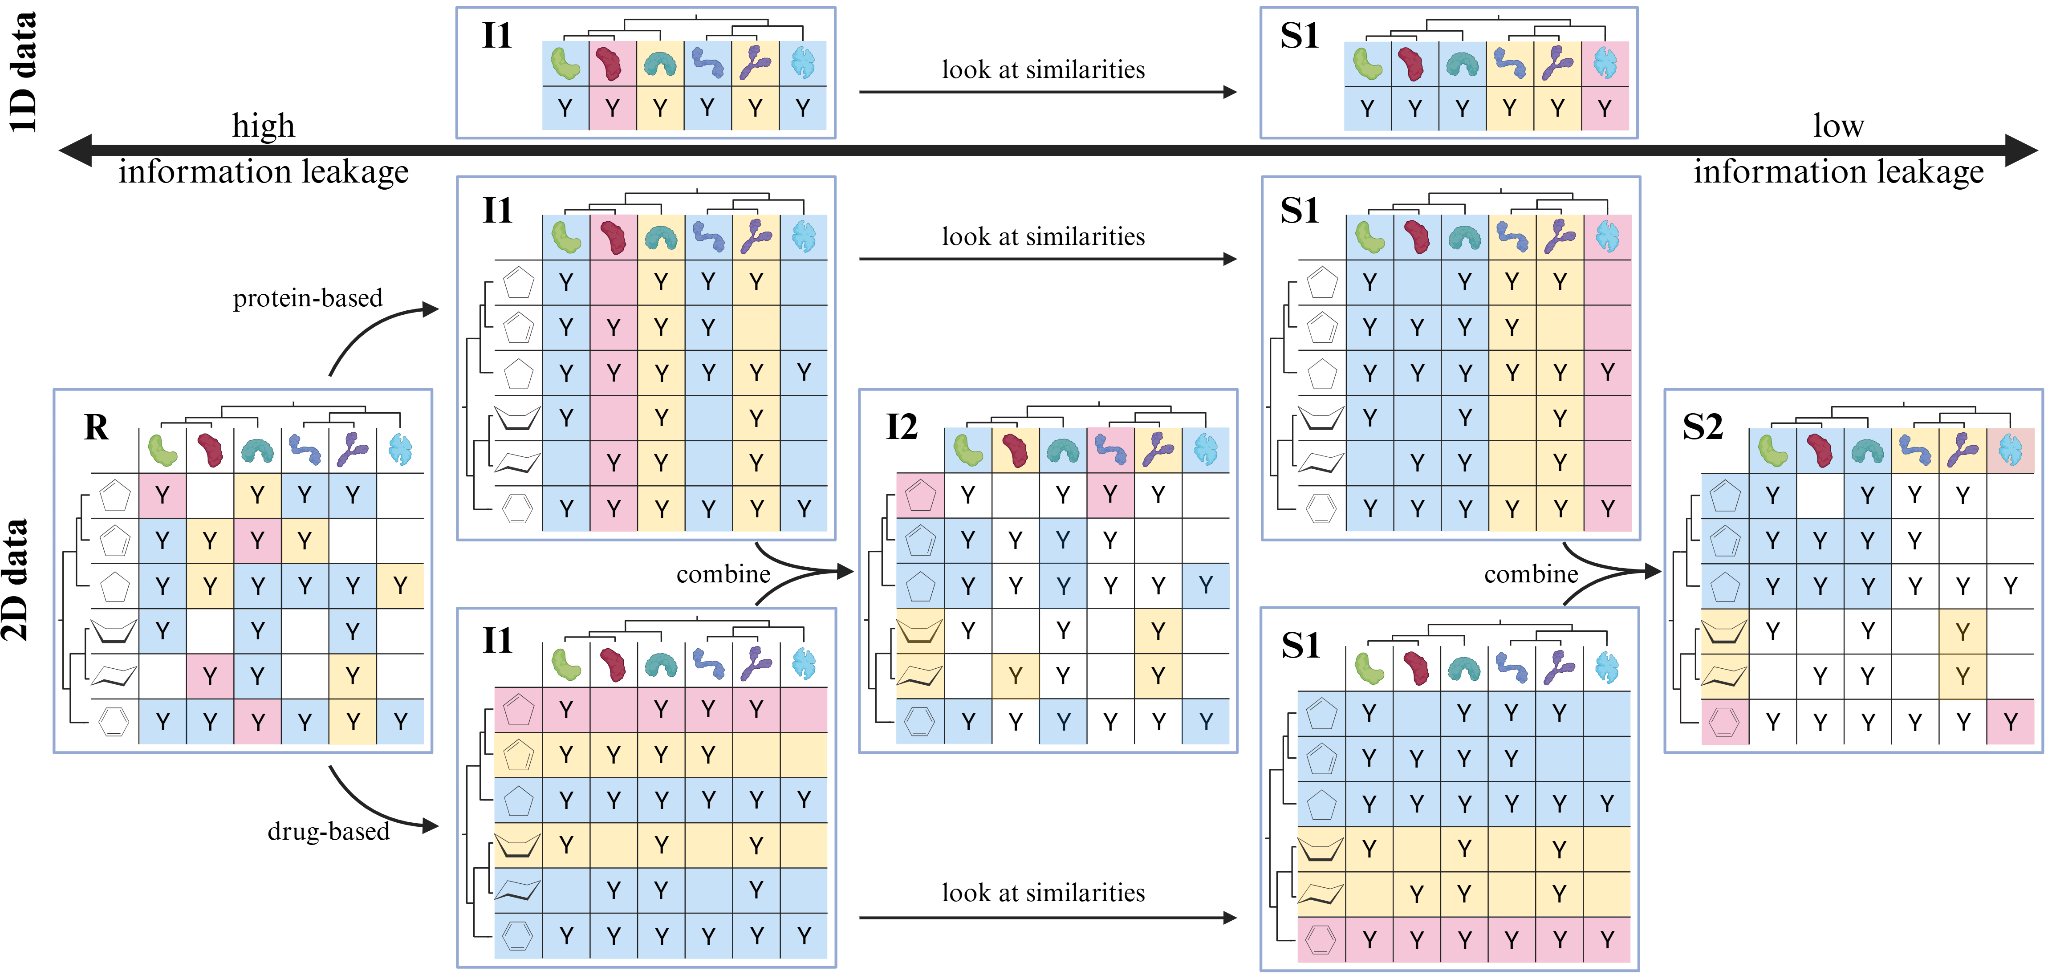 1D data
I1
Y Y Y Y Y Y
look at similarities
S1
Y Y Y Y Y Y
high
information leakage
low
information leakage
2D data
R
Y Y Y Y
Y Y Y Y
Y Y Y Y Y Y
Y Y Y
Y Y Y
Y Y Y Y Y Y
protein-based
I1
Y Y Y Y
Y Y Y Y
Y Y Y Y Y Y
Y Y Y
Y Y Y
Y Y Y Y Y Y
look at similarities
S1
Y Y Y Y
Y Y Y Y
Y Y Y Y Y Y
Y Y Y
Y Y Y
Y Y Y Y Y Y
drug-based
I1
Y Y Y Y
Y Y Y Y
Y Y Y Y Y Y
Y Y Y
Y Y Y
Y Y Y Y Y Y
combine
I2
Y Y Y Y
Y Y Y Y
Y Y Y Y Y Y
Y Y Y
Y Y Y
Y Y Y Y Y Y
look at similarities
S1
Y Y Y Y
Y Y Y Y
Y Y Y Y Y Y
Y Y Y
Y Y Y
Y Y Y Y Y Y
combine
S2
Y Y Y Y
Y Y Y Y
Y Y Y Y Y Y
Y Y Y
Y Y Y
Y Y Y Y Y Y